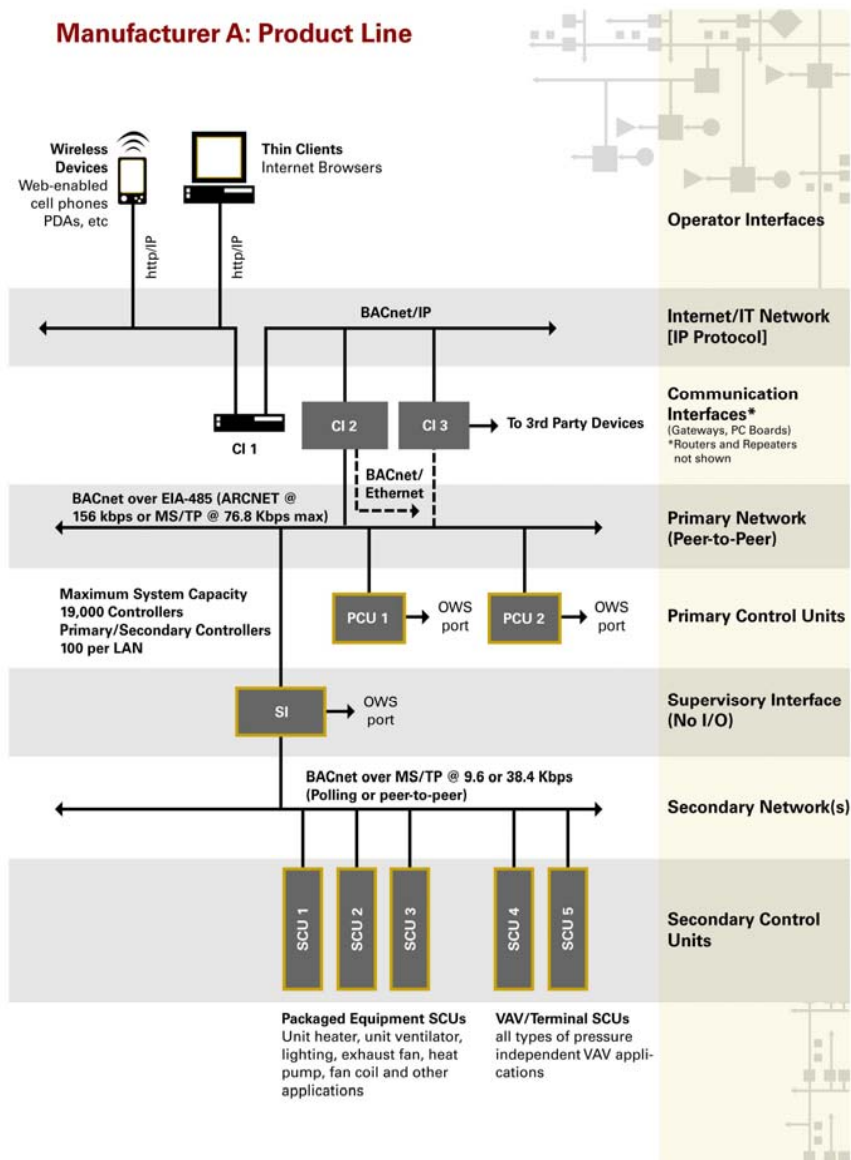 Manufacturer A: Product Line
Wireless
Devices
Web-enabled
cell phones
PDAs, etc
Thin Clients
Internet Browsers
http/IP
http/IP
Operator Interfaces
BACnet/IP
Internet/IT Network
[IP Protocol]
CI 1
CI 2
CI 3
To 3rd Party Devices
Communication
Interfaces*
(Gateways, PC Boards)
*Routers and Repeaters
not shown
BACnet/
Ethernet
BACnet over EIA-485 (ARCNET @
156 kbps or MS/TP @ 76.8 Kbps max)
Primary Network
(Peer-to-Peer)
Maximum System Capacity
19,000 Controllers
Primary/Secondary Controllers
100 per LAN
PCU 1
OWS
port
PCU 2
OWS
port
Primary Control Units
SI
OWS
port
Supervisory Interface
(No I/O)
BACnet over MS/TP @ 9.6 or 38.4 Kbps
(Polling or peer-to-peer)
Secondary Network(s)
SCU 1
SCU 2
SCU 3
SCU 4
SCU 5
Secondary Control
Units
Packaged Equipment SCUs
Unit heater, unit ventilator,
lighting, exhaust fan, heat
pump, fan coil and other
applications
VAV/Terminal SCUs
all types of pressure
independent VAV appli-
cations